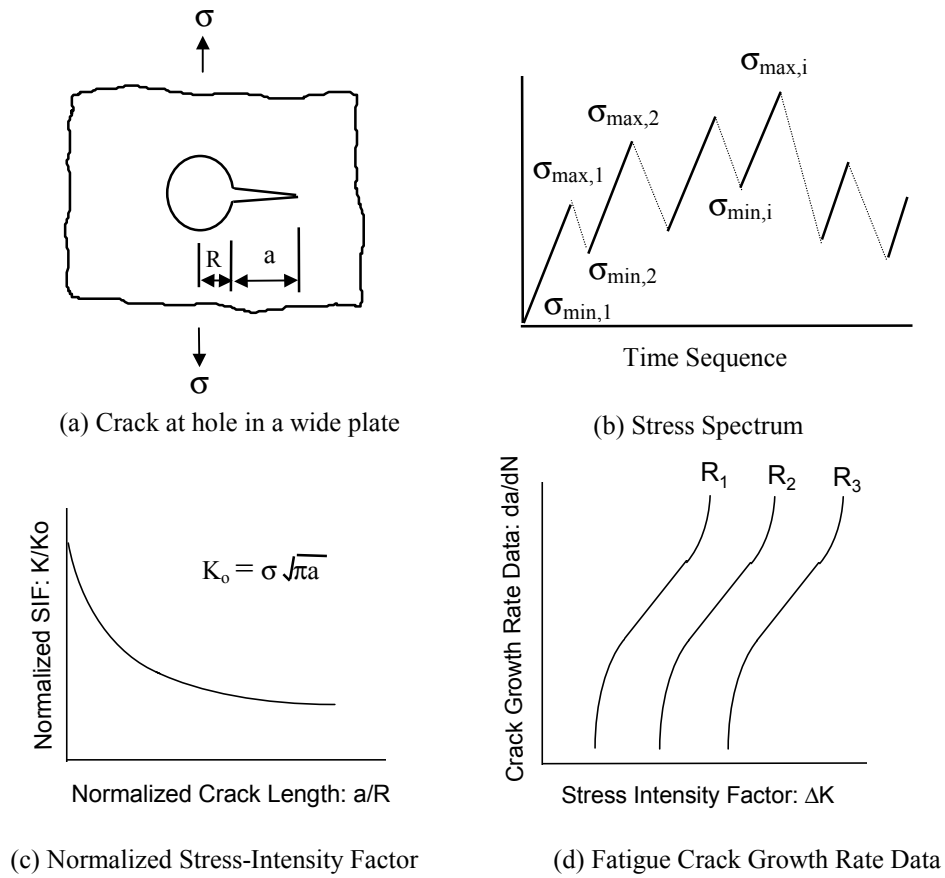 σ
R
a
σ
(a) Crack at hole in a wide plate
σmax,1
σmax,2
σmax,i
σmin,i
σmin,2
σmin,1
Time Sequence
(b) Stress Spectrum
Normalized SIF: K/Ko
Kₒ = σ √πa
Normalized Crack Length: a/R
(c) Normalized Stress-Intensity Factor
Crack Growth Rate Data: da/dN
R₁ R₂ R₃
Stress Intensity Factor: ΔK
(d) Fatigue Crack Growth Rate Data